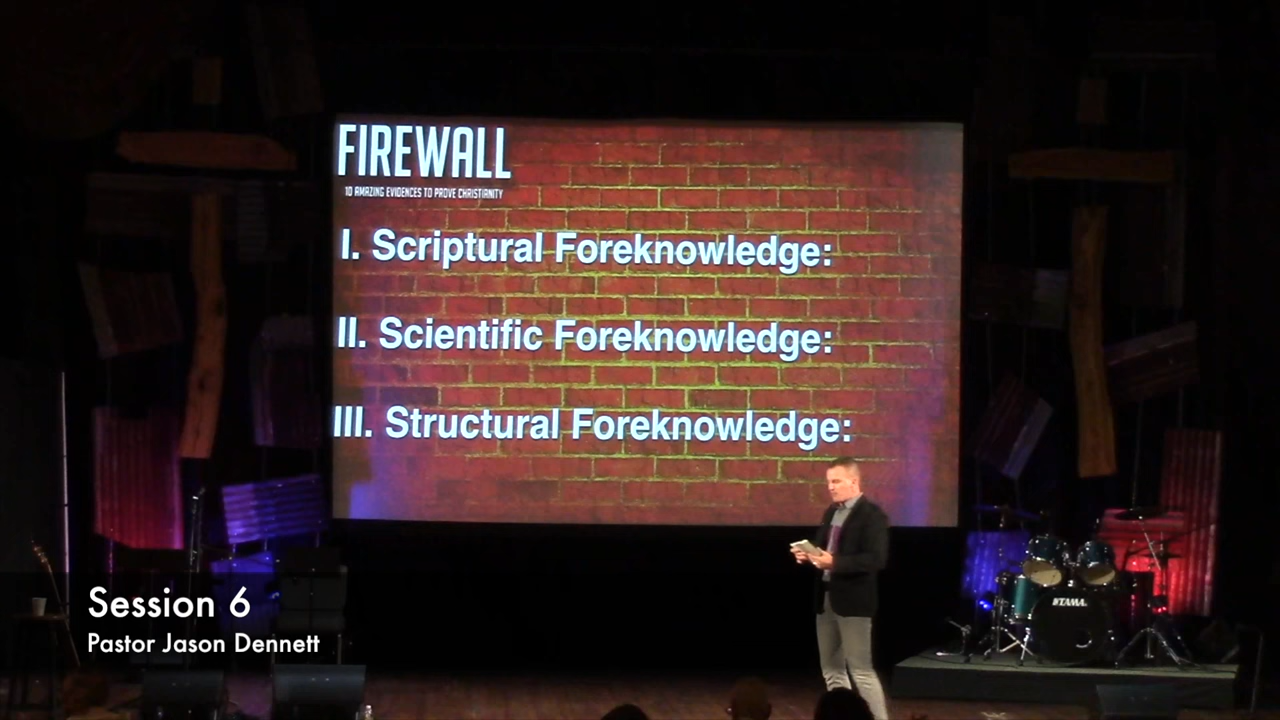 FIREWALL
10 AMAZING EVIDENCES TO PROVE CHRISTIANITY
I. Scriptural Foreknowledge:
II. Scientific Foreknowledge:
III. Structural Foreknowledge:
TAMA
Session 6
Pastor Jason Dennett